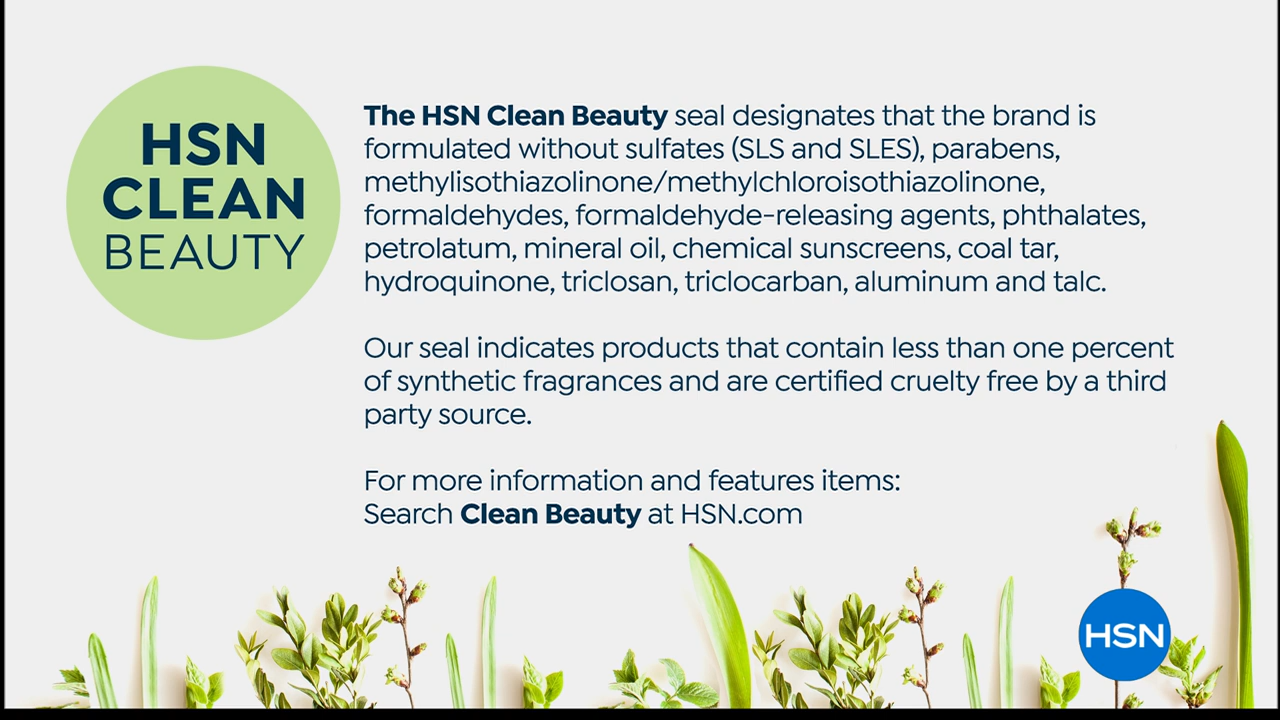 HSN
CLEAN
BEAUTY
The HSN Clean Beauty seal designates that the brand is
formulated without sulfates (SLS and SLES), parabens,
methylisothiazolinone/methylchloroisothiazolinone,
formaldehydes, formaldehyde-releasing agents, phthalates,
petrolatum, mineral oil, chemical sunscreens, coal tar,
hydroquinone, triclosan, triclocarban, aluminum and talc.
Our seal indicates products that contain less than one percent
of synthetic fragrances and are certified cruelty free by a third
party source.
For more information and features items:
Search Clean Beauty at HSN.com
HSN